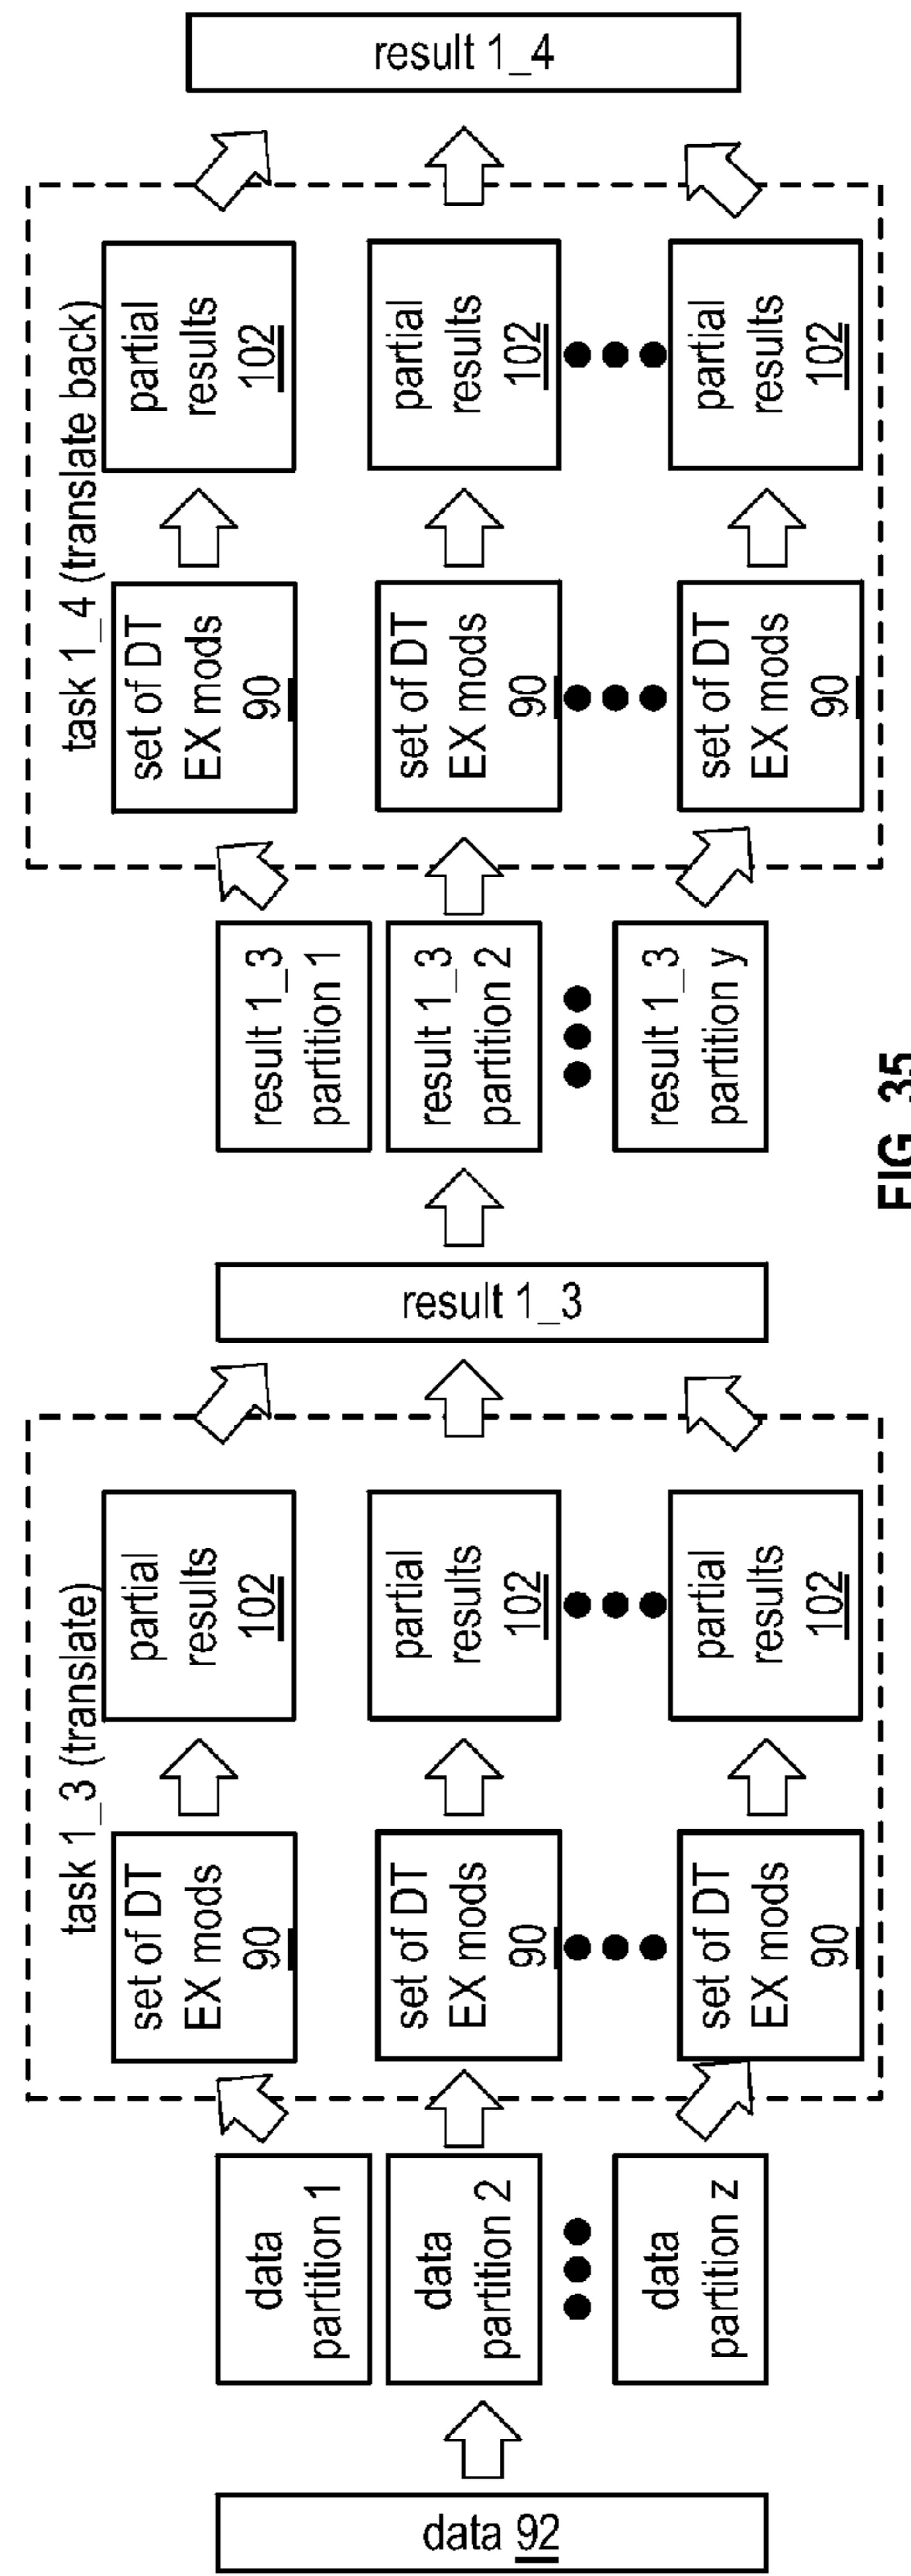 data 92
data
partition 1
data
partition 2
data
partition z
task 1_3 (translate)
set of DT
EX mods
90
partial
results
102
set of DT
EX mods
90
partial
results
102
set of DT
EX mods
90
partial
results
102
result 1_3
result 1_3
partition 1
result 1_3
partition 2
result 1_3
partition y
task 1_4 (translate back)
set of DT
EX mods
90
partial
results
102
set of DT
EX mods
90
partial
results
102
set of DT
EX mods
90
partial
results
102
result 1_4
FIG. 35